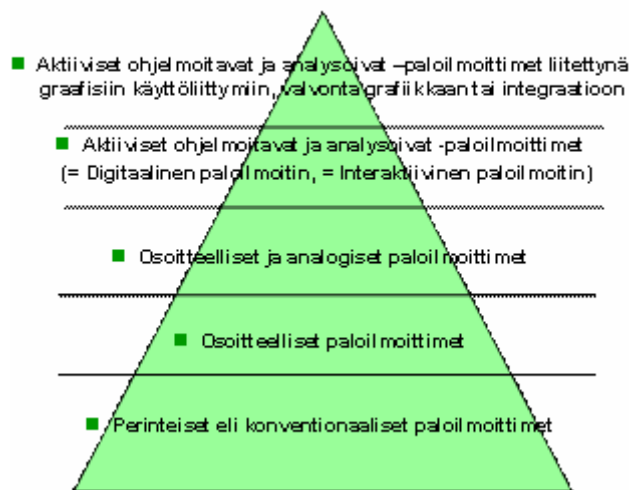 Aktiiviset ohjelmoitavat ja analysoivat –paloilmoittimet liitettynä
graafisiin käyttöliittymiin, valvontagrafiikkaan tai integraatioon
Aktiiviset ohjelmoitavat ja analysoivat -paloilmoittimet
(= Digitaalinen paloilmoitin, = Interaktiivinen paloilmoitin)
Osoitteelliset ja analogiset paloilmoittimet
Osoitteelliset paloilmoittimet
Perinteiset eli konventionaaliset paloilmoittimet